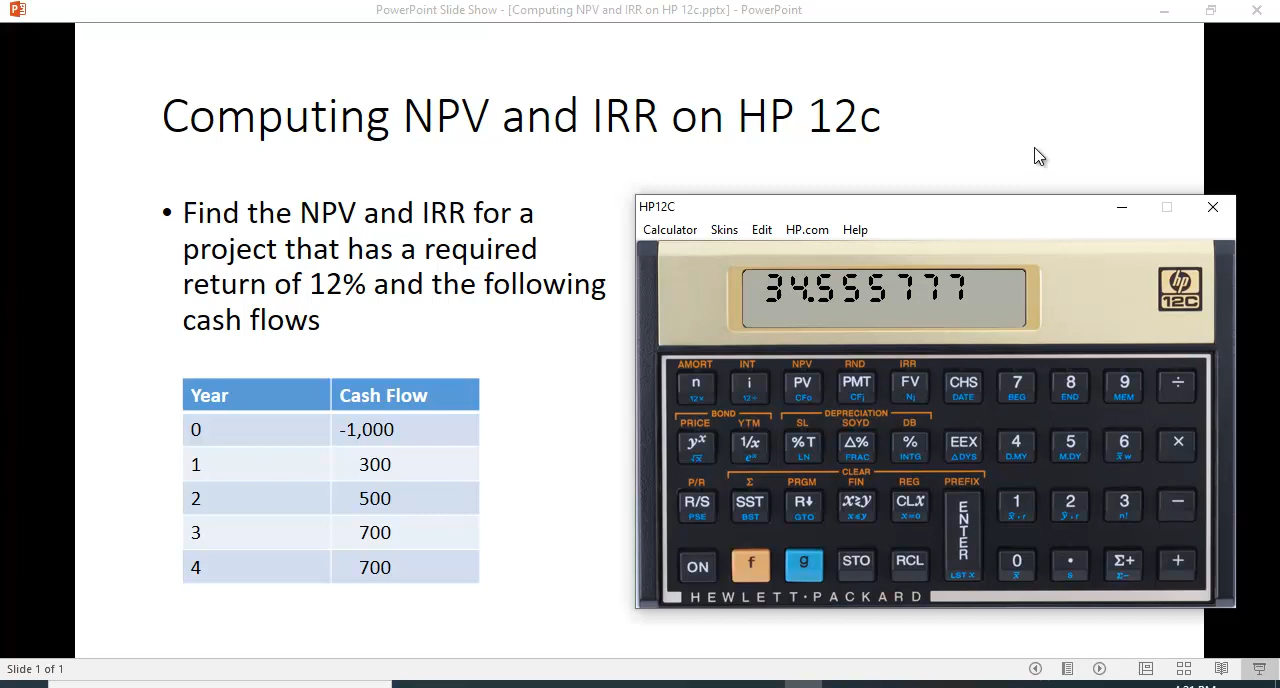 PowerPoint Slide Show - [Computing NPV and IRR on HP 12c.pptx] - PowerPoint
Computing NPV and IRR on HP 12c
• Find the NPV and IRR for a
project that has a required
return of 12% and the following
cash flows
Year Cash Flow
0 -1,000
1 300
2 500
3 700
4 700
HP12C
Calculator Skins Edit HP.com Help
34.555777
hp
12C
AMORT INT NPV RND IRR
n i PV PMT FV CHS 7 8 9 ÷
12× 12÷ CFo CFj Nj DATE BEG END MEM
BOND DEPRECIATION
PRICE YTM SL SOYD DB
yˣ 1/x %T Δ% % EEX 4 5 6 ×
√x eˣ LN FRAC INTG ΔDYS D.MY M.DY x̄w
CLEAR
P/R Σ PRGM FIN REG PREFIX
R/S SST R↓ x≷y CLx ENTER 1 2 3 −
PSE BST GTO x≤y x=0 x̂,r ŷ,r n!
ON f g STO RCL 0 • Σ+ +
LST x x̄ s Σ−
HEWLETT·PACKARD
Slide 1 of 1